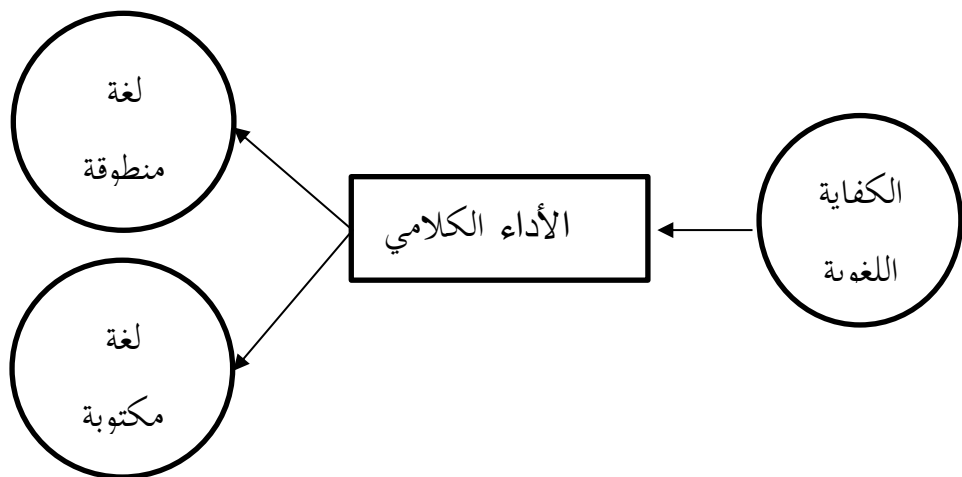 الكفاية
اللغوية
الأداء الكلامي
لغة
منطوقة
لغة
مكتوبة